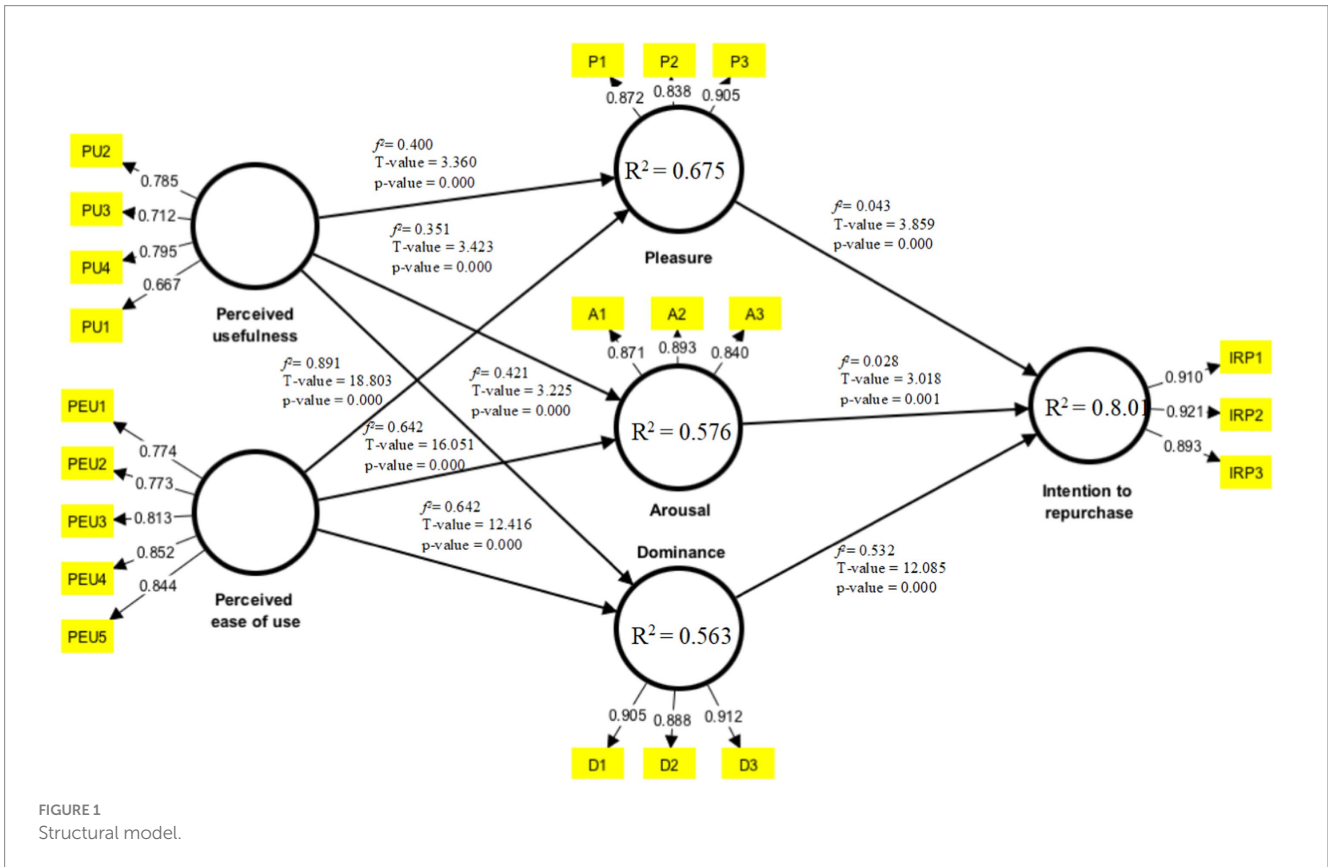 P1
P2
P3
0.872
0.838
0.905
PU2
PU3
PU4
PU1
0.785
0.712
0.795
0.667
Perceived
usefulness
f²= 0.400
T-value = 3.360
p-value = 0.000
R² = 0.675
Pleasure
f²= 0.351
T-value = 3.423
p-value = 0.000
f²= 0.043
T-value = 3.859
p-value = 0.000
A1
A2
A3
0.871
0.893
0.840
f²= 0.891
T-value = 18.803
p-value = 0.000
f²= 0.421
T-value = 3.225
p-value = 0.000
f²= 0.028
T-value = 3.018
p-value = 0.001
PEU1
PEU2
PEU3
PEU4
PEU5
0.774
0.773
0.813
0.852
0.844
Perceived
ease of use
f²= 0.642
T-value = 16.051
p-value = 0.000
R² = 0.576
Arousal
R² = 0.8.01
Intention to
repurchase
0.910
0.921
0.893
IRP1
IRP2
IRP3
f²= 0.642
T-value = 12.416
p-value = 0.000
Dominance
R² = 0.563
f²= 0.532
T-value = 12.085
p-value = 0.000
0.905
0.888
0.912
D1
D2
D3
FIGURE 1
Structural model.